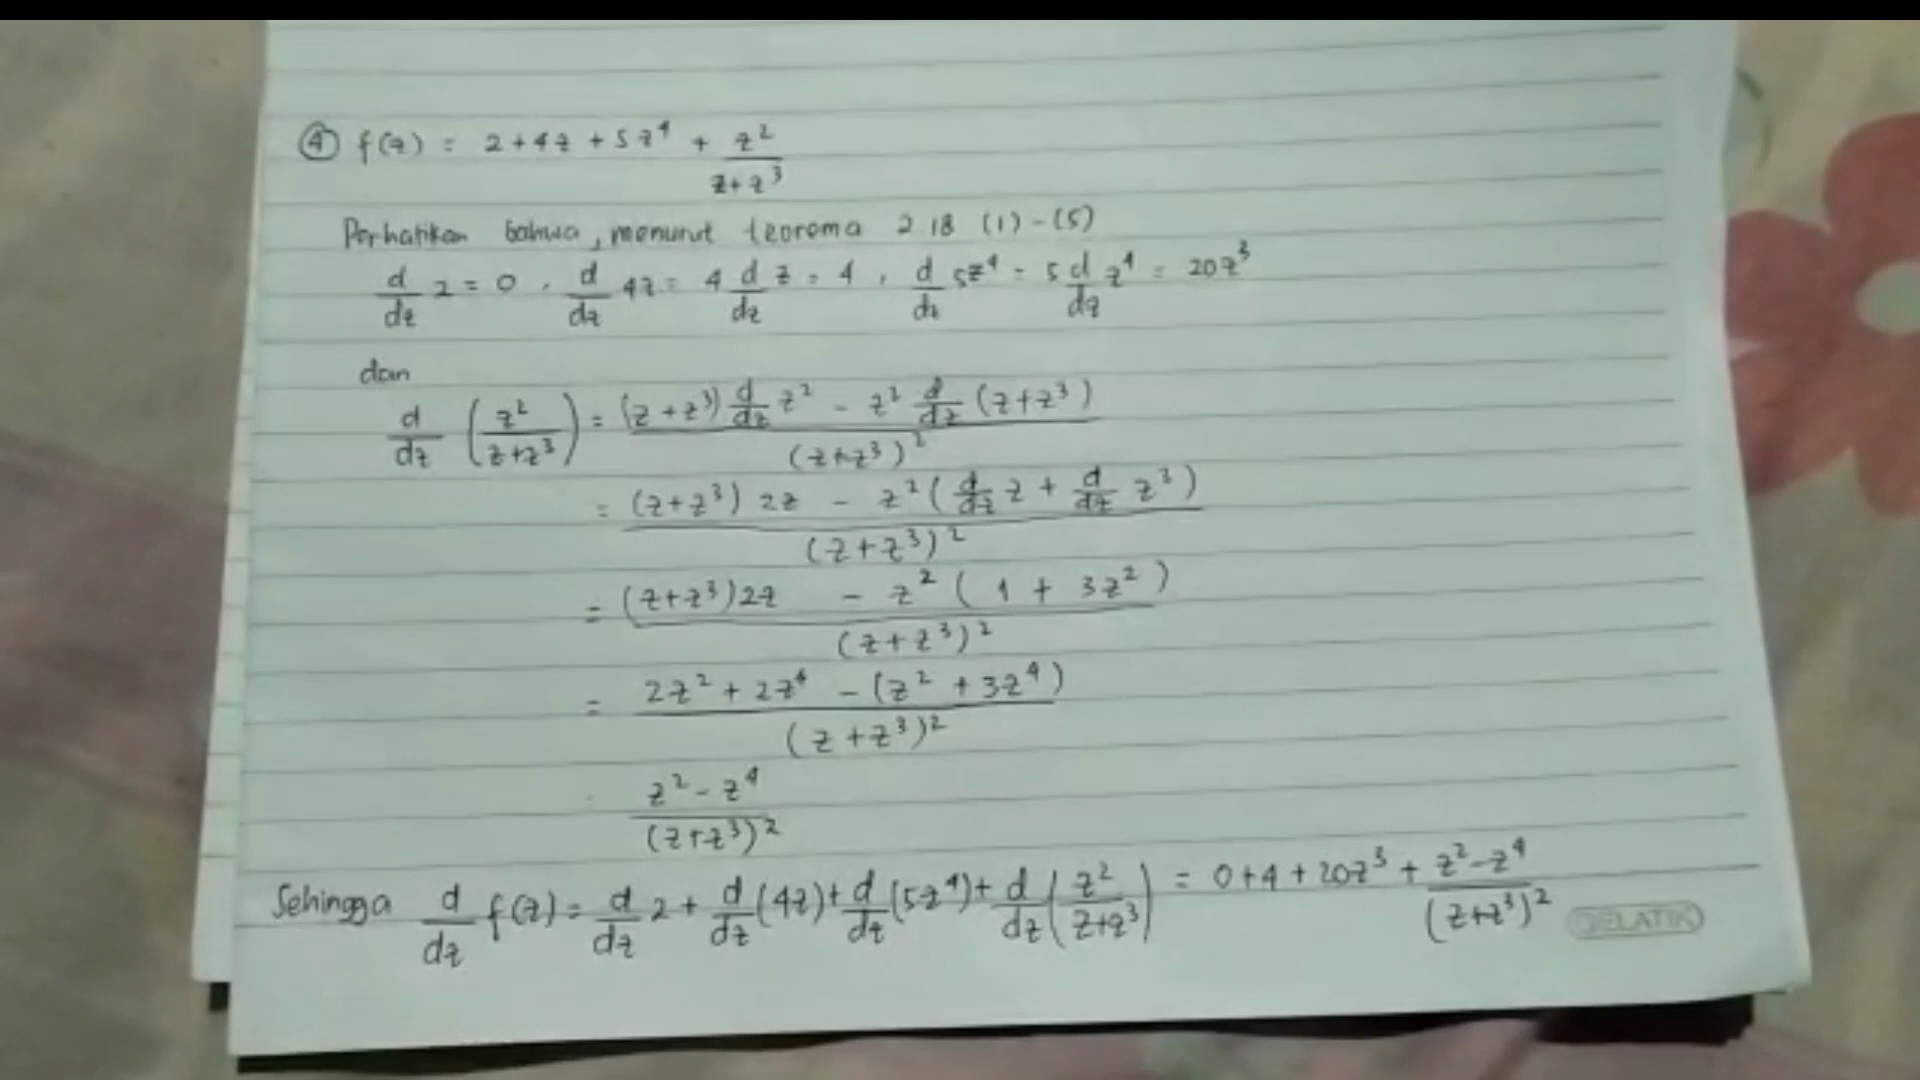 ④ f(z) = 2 + 4z + 5z⁴ + z²/(z+z³)
Perhatikan bahwa, menurut teorema 2.18 (1) - (5)
d/dz 2 = 0, d/dz 4z = 4 d/dz z = 4, d/dz 5z⁴ = 5 d/dz z⁴ = 20z³
dan
d/dz (z²/(z+z³)) = ((z+z³) d/dz z² - z² d/dz (z+z³))/(z+z³)²
= ((z+z³) 2z - z² (d/dz z + d/dz z³))/(z+z³)²
= ((z+z³)2z - z² (1 + 3z²))/(z+z³)²
= (2z² + 2z⁴ - (z² + 3z⁴))/(z+z³)²
(z² - z⁴)/(z+z³)²
Sehingga d/dz f(z) = d/dz 2 + d/dz (4z) + d/dz (5z⁴) + d/dz (z²/(z+z³)) = 0+4+20z³ + (z²-z⁴)/(z+z³)²
GELATIK